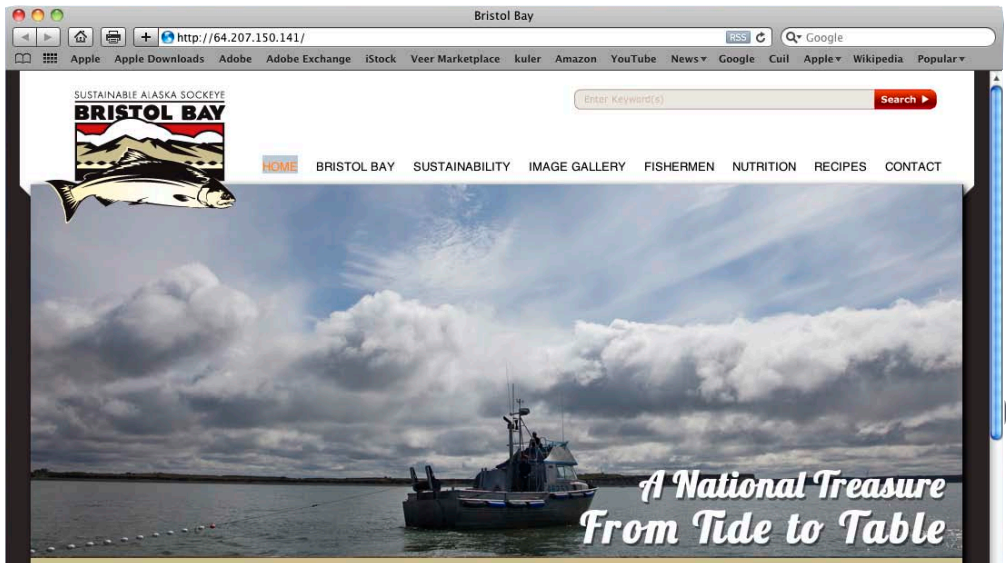 Bristol Bay
http://64.207.150.141/
RSS
Google
Apple Apple Downloads Adobe Adobe Exchange iStock Veer Marketplace kuler Amazon YouTube News Google Cuil Apple Wikipedia Popular
SUSTAINABLE ALASKA SOCKEYE
BRISTOL BAY
Enter Keyword(s)
Search
HOME BRISTOL BAY SUSTAINABILITY IMAGE GALLERY FISHERMEN NUTRITION RECIPES CONTACT
A National Treasure
From Tide to Table